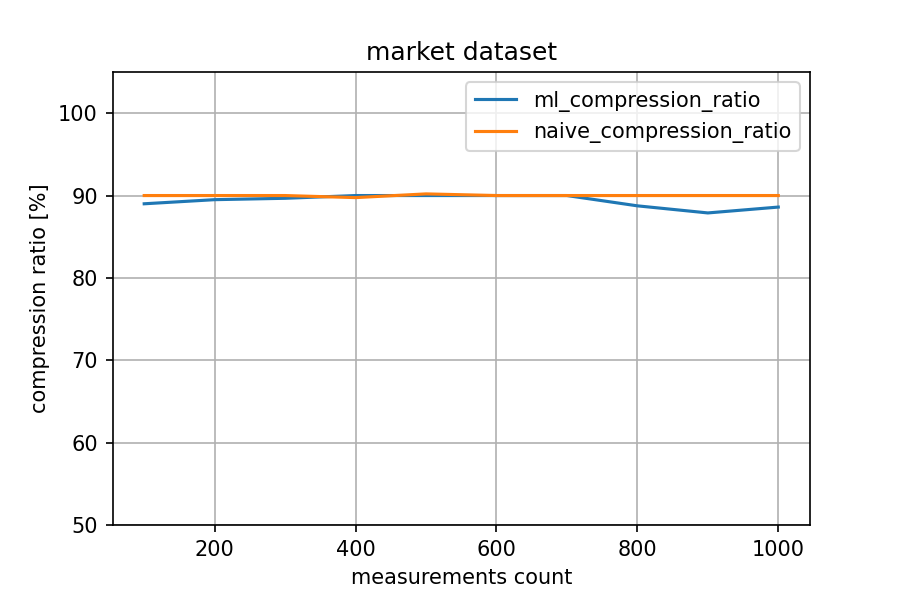 market dataset
ml_compression_ratio
naive_compression_ratio
compression ratio [%]
100
90
80
70
60
50
200
400
600
800
1000
measurements count